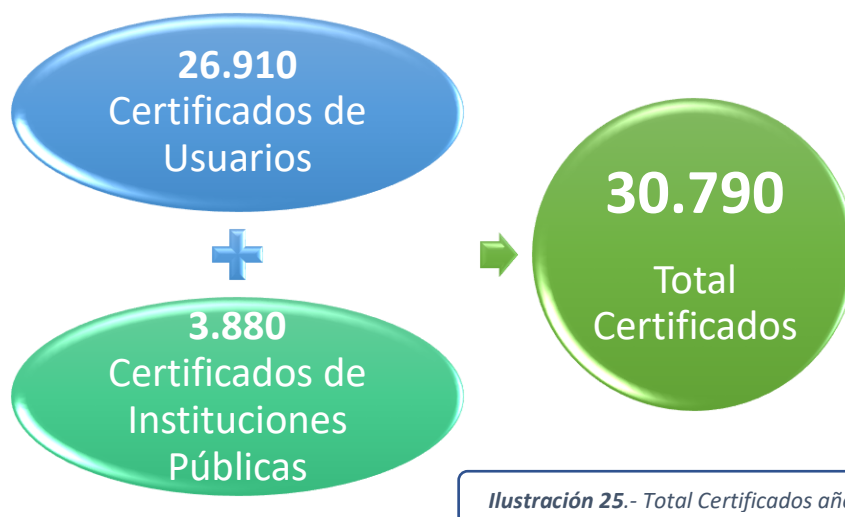 26.910
Certificados de
Usuarios
3.880
Certificados de
Instituciones
Públicas
30.790
Total
Certificados
Ilustración 25.- Total Certificados año